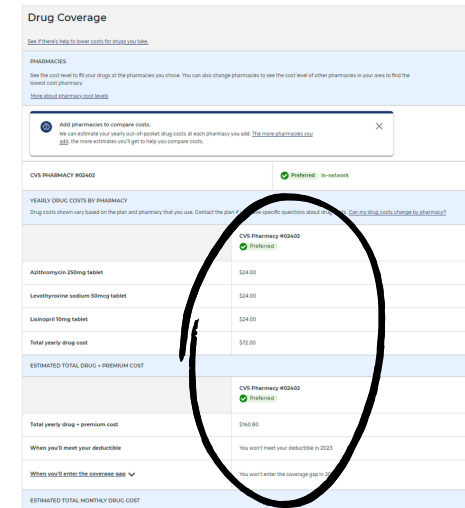 Drug Coverage
See if there's help to lower costs for drugs you take.
PHARMACIES
See the cost level to fill your drugs at the pharmacies you chose. You can also change pharmacies to see the cost level of other pharmacies in your area to find the
lowest cost pharmacy.
More about pharmacy cost levels
Add pharmacies to compare costs.
We can estimate your yearly out-of-pocket drug costs at each pharmacy you add. The more pharmacies you
add, the more estimates you'll get to help you compare costs.
CVS PHARMACY #02402
Preferred In-network
YEARLY DRUG COSTS BY PHARMACY
Drug costs shown vary based on the plan and pharmacy that you use. Contact the plan if have specific questions about drug Can my drug costs change by pharmacy?
CVS Pharmacy #02402
Preferred
Azithromycin 250mg tablet $24.00
Levothyroxine sodium 50mcg tablet $24.00
Lisinopril 10mg tablet $24.00
Total yearly drug cost $72.00
ESTIMATED TOTAL DRUG + PREMIUM COST
CVS Pharmacy #02402
Preferred
Total yearly drug + premium cost $160.80
When you'll meet your deductible You won't meet your deductible in 2023
When you'll enter the coverage gap You won't enter the coverage gap in
ESTIMATED TOTAL MONTHLY DRUG COST